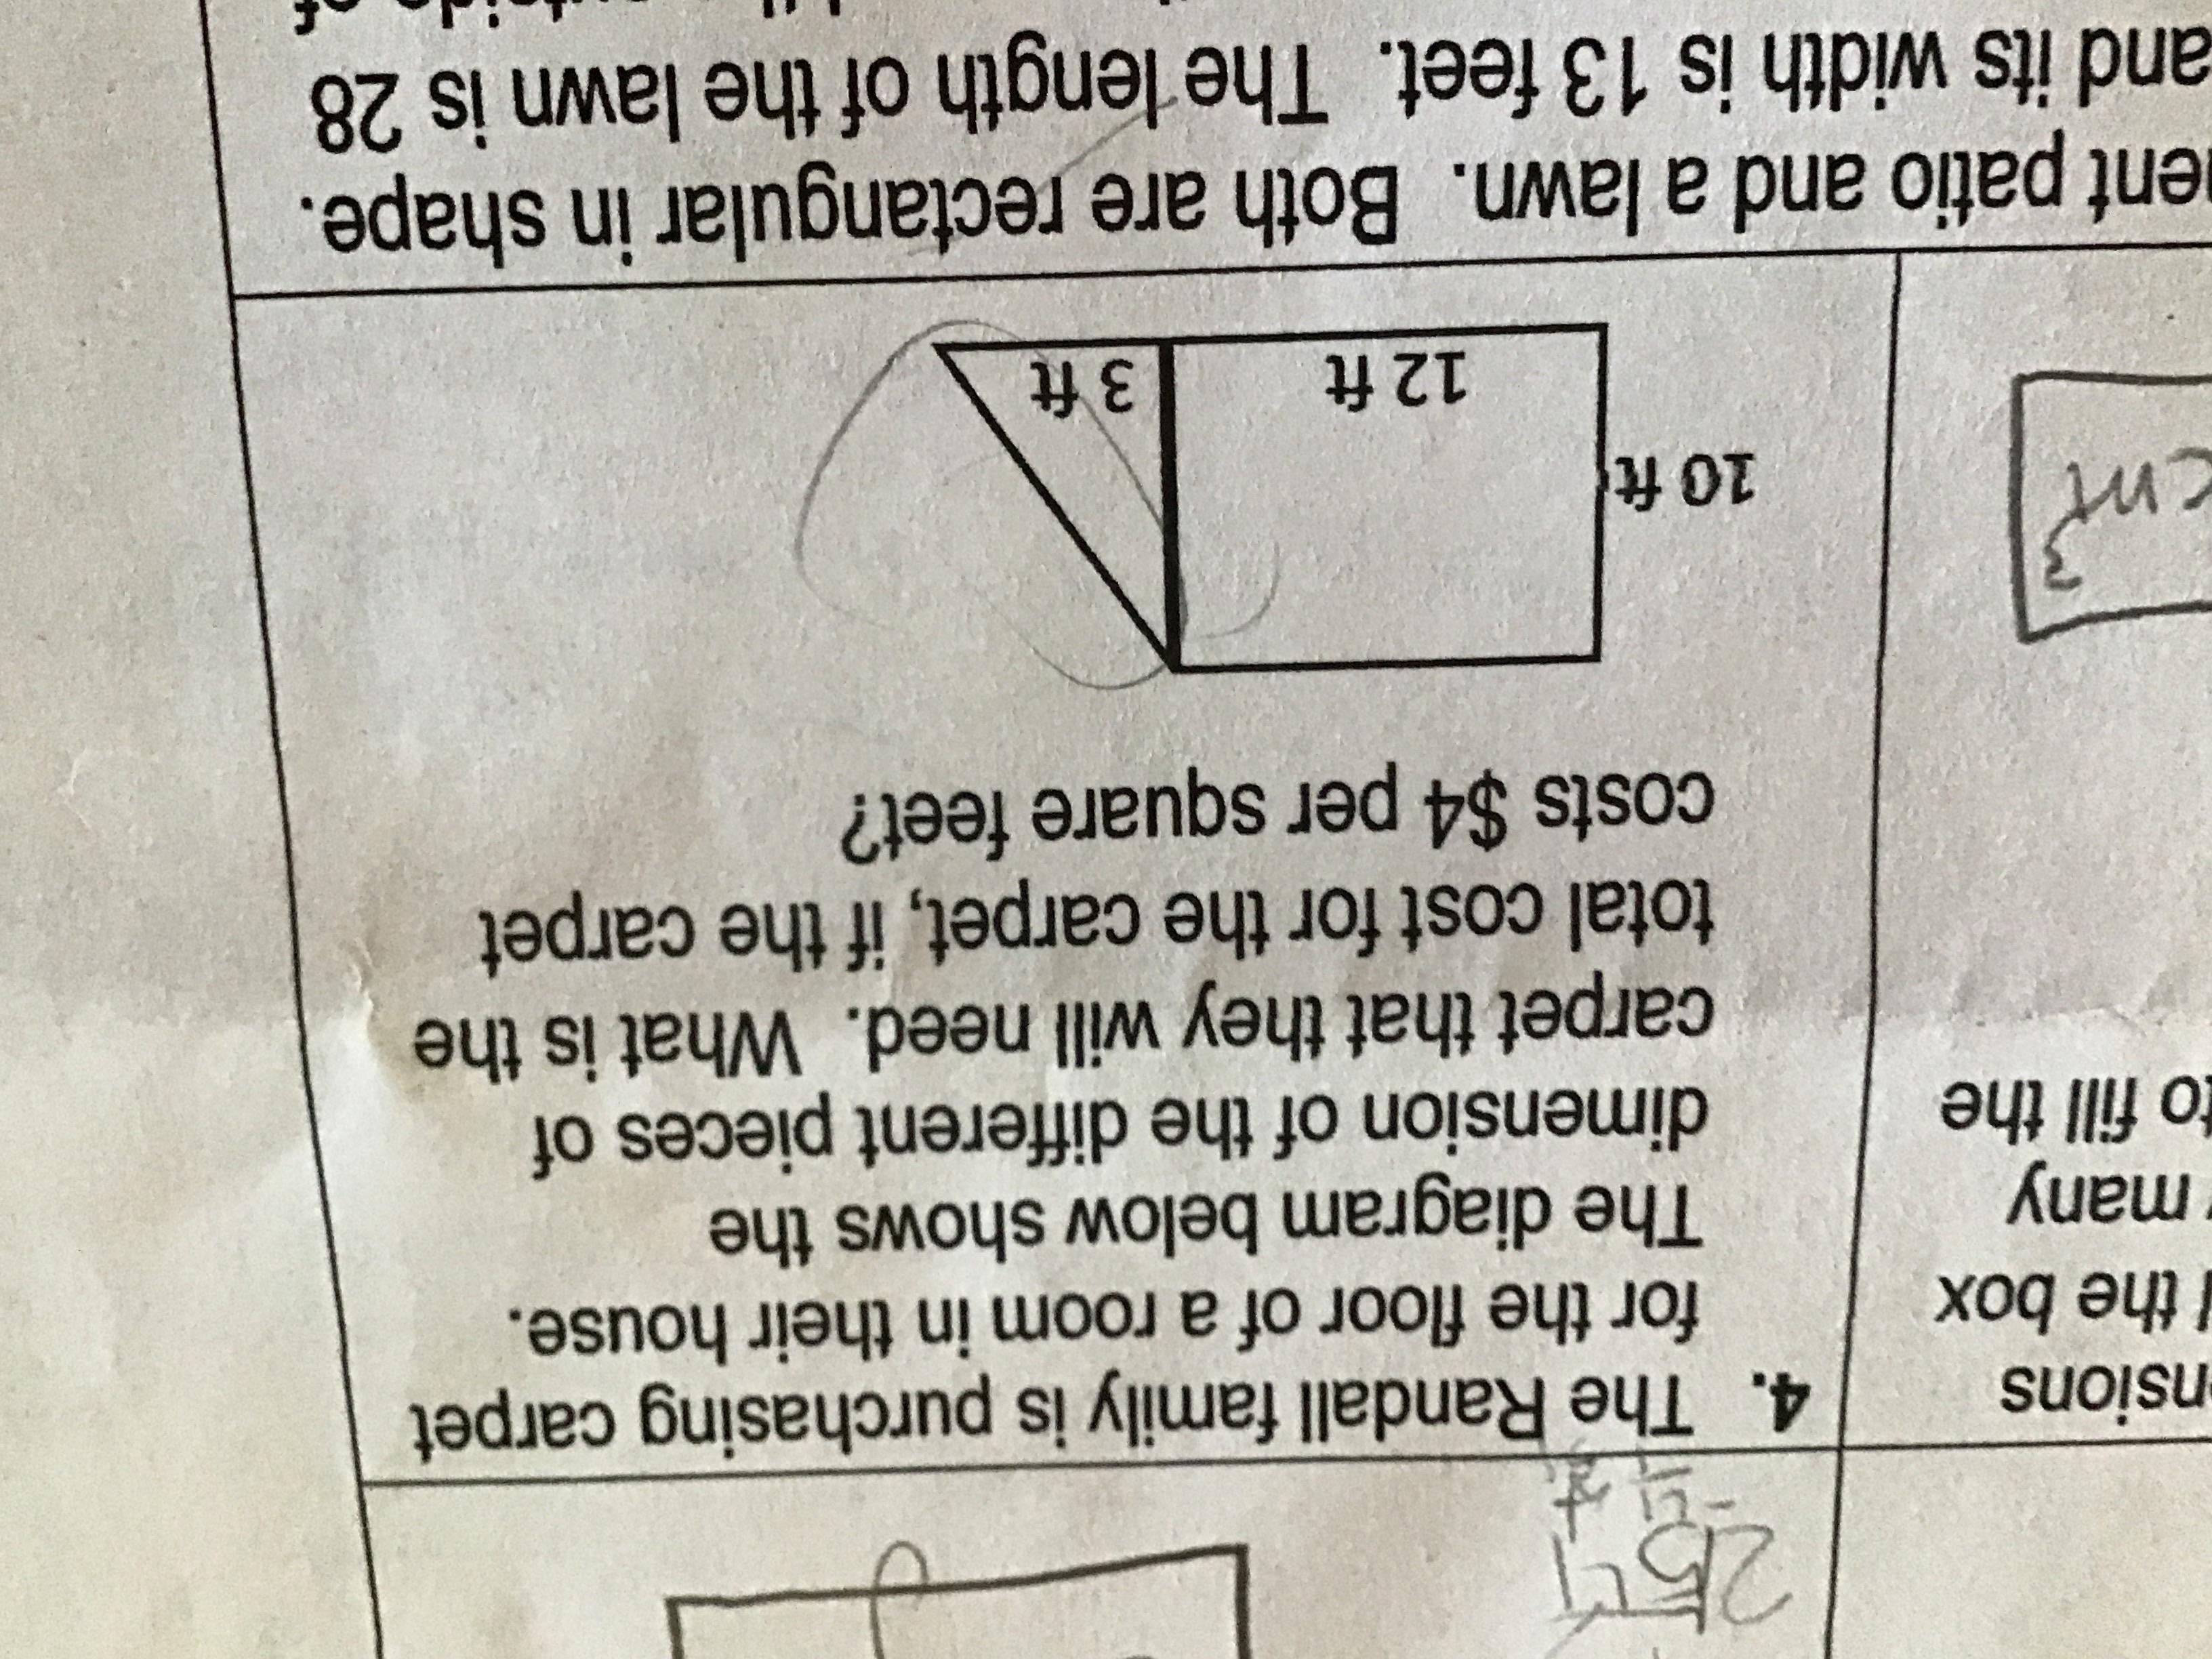 254
nsions
l the box
many
to fill the
cm³
4. The Randall family is purchasing carpet
for the floor of a room in their house.
The diagram below shows the
dimension of the different pieces of
carpet that they will need. What is the
total cost for the carpet, if the carpet
costs $4 per square feet?
10 ft
12 ft
3 ft
ent patio and a lawn. Both are rectangular in shape.
and its width is 13 feet. The length of the lawn is 28